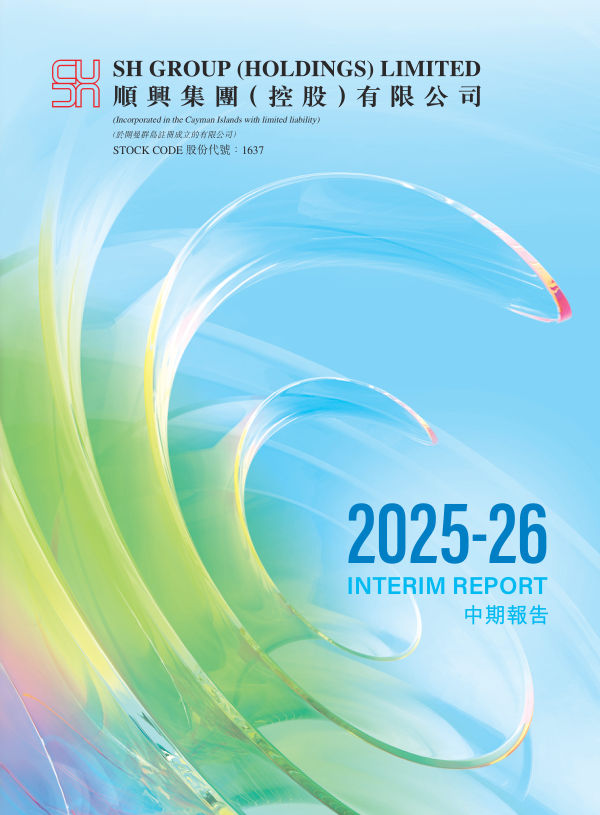 SH GROUP (HOLDINGS) LIMITED
順興集團(控股)有限公司
(Incorporated in the Cayman Islands with limited liability)
(於開曼群島註冊成立的有限公司)
STOCK CODE 股份代號：1637
2025-26
INTERIM REPORT
中期報告